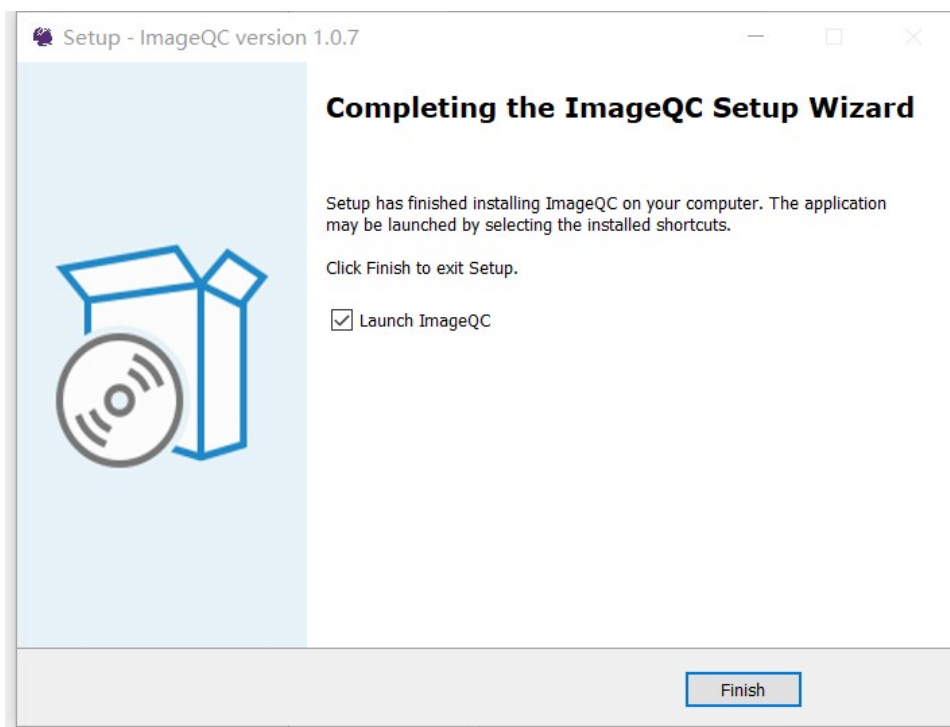 Setup - ImageQC version 1.0.7
Completing the ImageQC Setup Wizard
Setup has finished installing ImageQC on your computer. The application
may be launched by selecting the installed shortcuts.
Click Finish to exit Setup.
Launch ImageQC
Finish